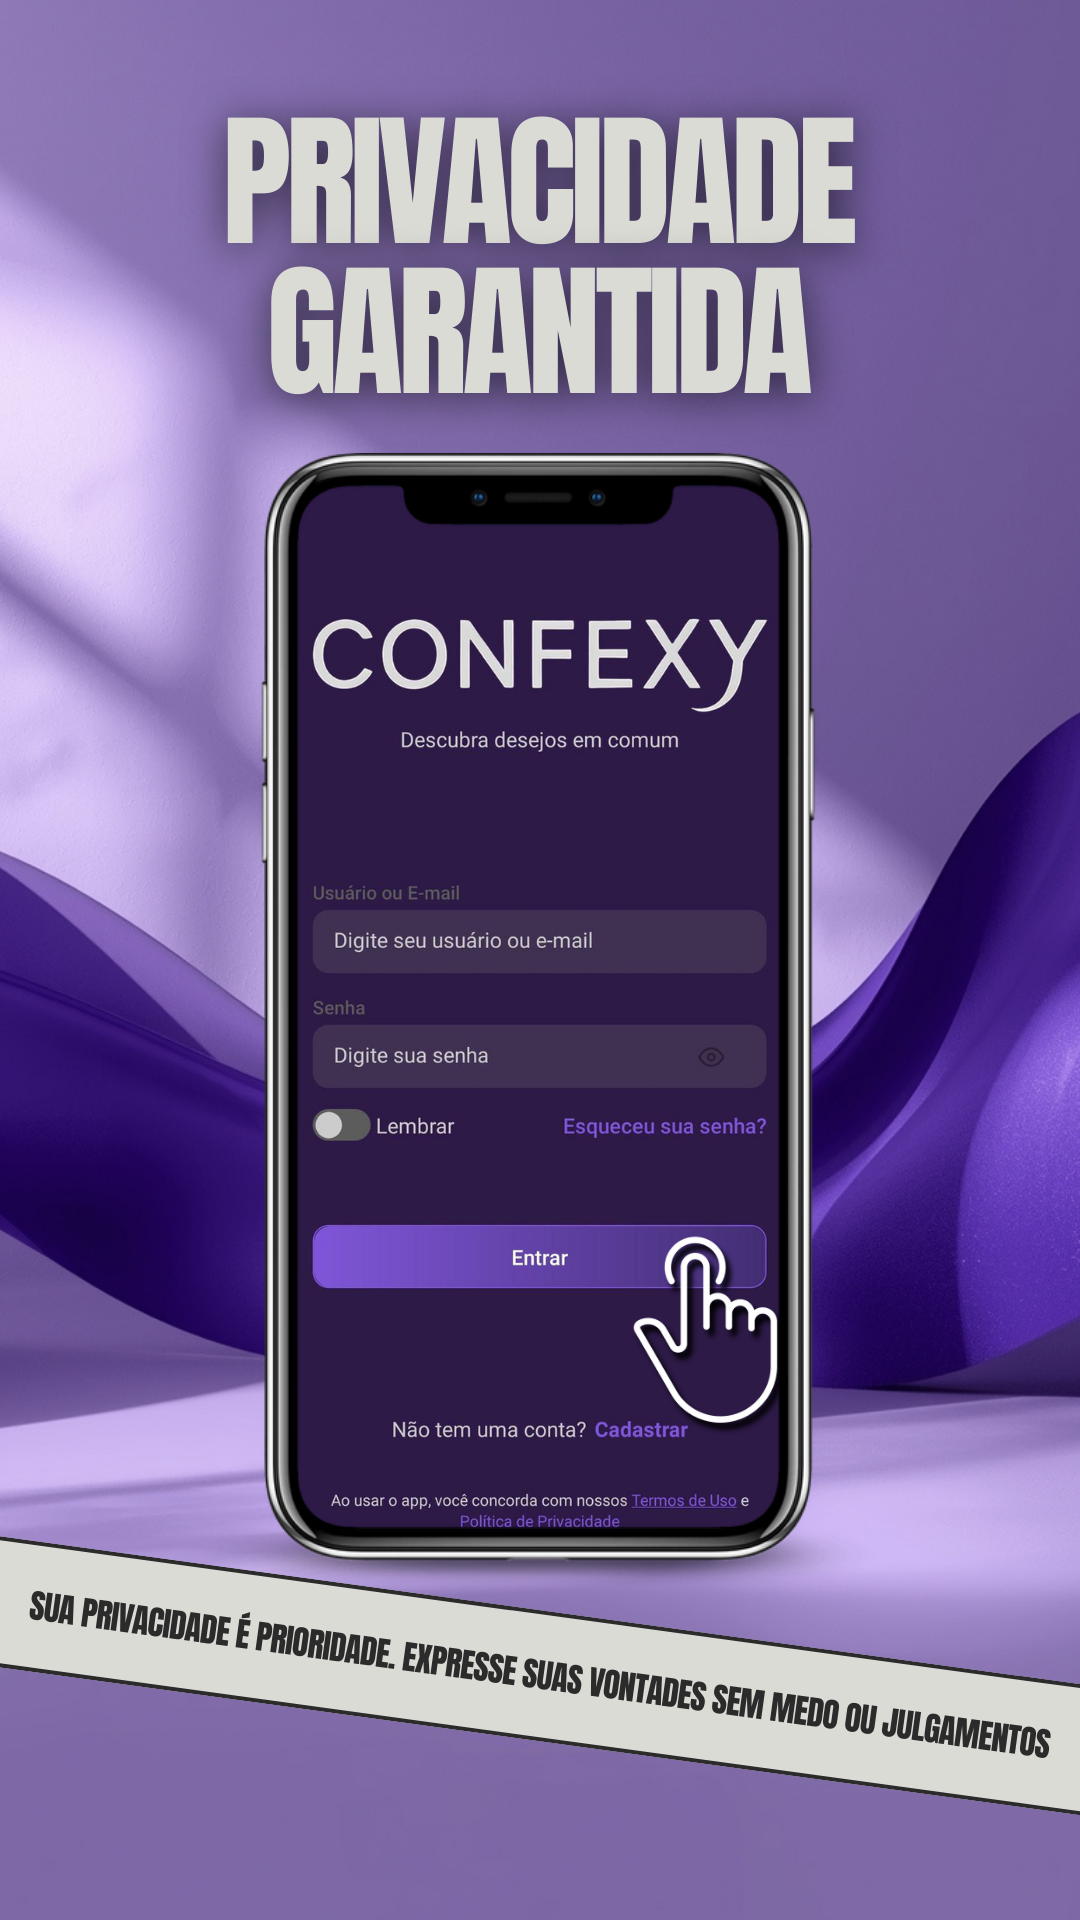 PRIVACIDADE
GARANTIDA
CONFEXY
Descubra desejos em comum
Usuário ou E-mail
Digite seu usuário ou e-mail
Senha
Digite sua senha
Lembrar Esqueceu sua senha?
Entrar
Não tem uma conta? Cadastrar
Ao usar o app, você concorda com nossos Termos de Uso e
Política de Privacidade
SUA PRIVACIDADE É PRIORIDADE. EXPRESSE SUAS VONTADES SEM MEDO OU JULGAMENTOS